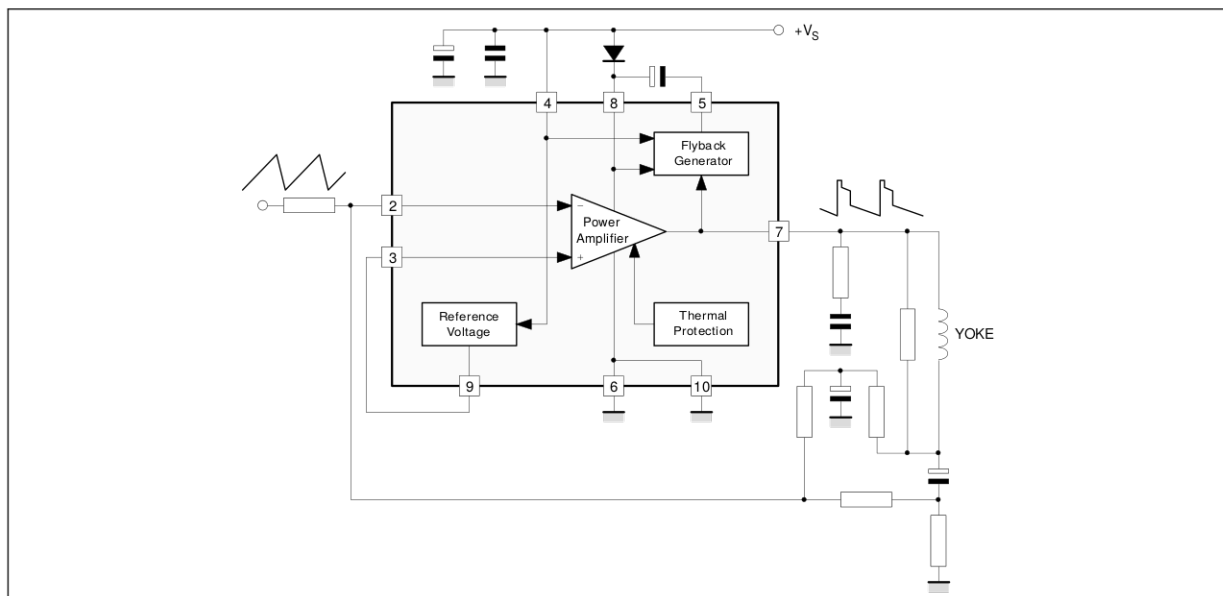 +VS
4
8
5
Flyback
Generator
2
−
Power
Amplifier
7
3
+
Reference
Voltage
Thermal
Protection
YOKE
9
6
10